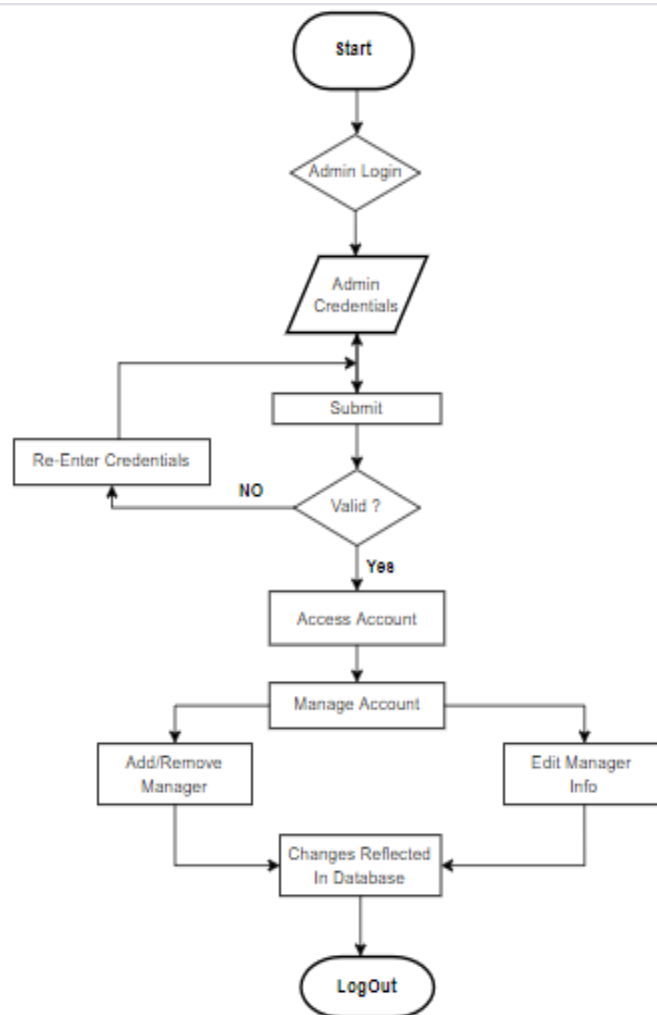 Start
Admin Login
Admin
Credentials
Submit
Re-Enter Credentials
NO
Valid ?
Yes
Access Account
Manage Account
Add/Remove
Manager
Edit Manager
Info
Changes Reflected
In Database
LogOut